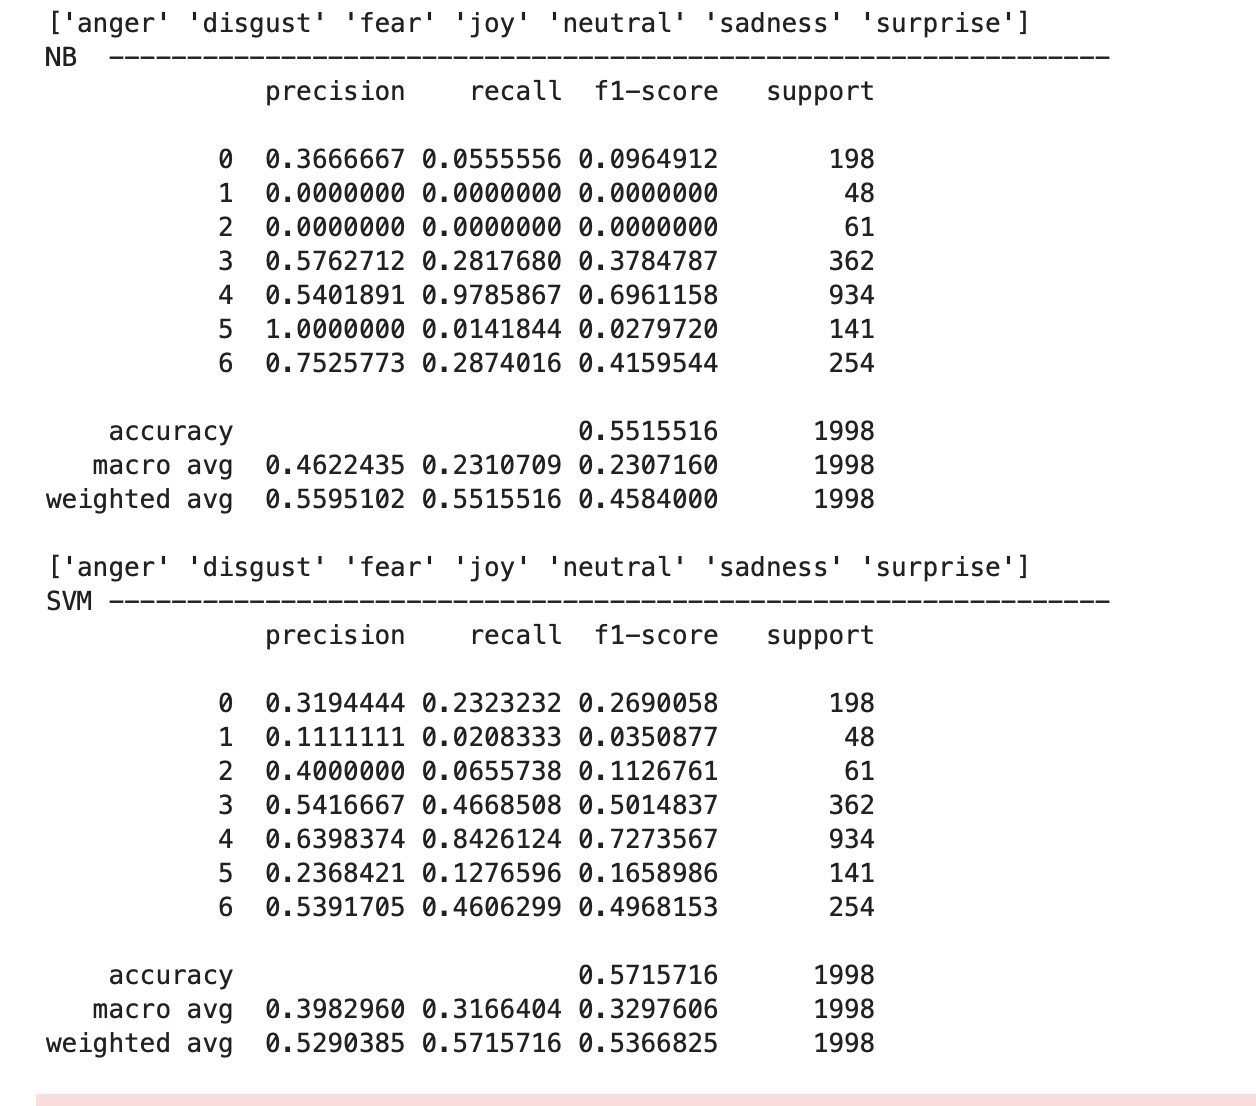 ['anger' 'disgust' 'fear' 'joy' 'neutral' 'sadness' 'surprise']
NB ----------------------------------------------------------------
precision recall f1-score support
0 0.3666667 0.0555556 0.0964912 198
1 0.0000000 0.0000000 0.0000000 48
2 0.0000000 0.0000000 0.0000000 61
3 0.5762712 0.2817680 0.3784787 362
4 0.5401891 0.9785867 0.6961158 934
5 1.0000000 0.0141844 0.0279720 141
6 0.7525773 0.2874016 0.4159544 254
accuracy 0.5515516 1998
macro avg 0.4622435 0.2310709 0.2307160 1998
weighted avg 0.5595102 0.5515516 0.4584000 1998
['anger' 'disgust' 'fear' 'joy' 'neutral' 'sadness' 'surprise']
SVM ----------------------------------------------------------------
precision recall f1-score support
0 0.3194444 0.2323232 0.2690058 198
1 0.1111111 0.0208333 0.0350877 48
2 0.4000000 0.0655738 0.1126761 61
3 0.5416667 0.4668508 0.5014837 362
4 0.6398374 0.8426124 0.7273567 934
5 0.2368421 0.1276596 0.1658986 141
6 0.5391705 0.4606299 0.4968153 254
accuracy 0.5715716 1998
macro avg 0.3982960 0.3166404 0.3297606 1998
weighted avg 0.5290385 0.5715716 0.5366825 1998